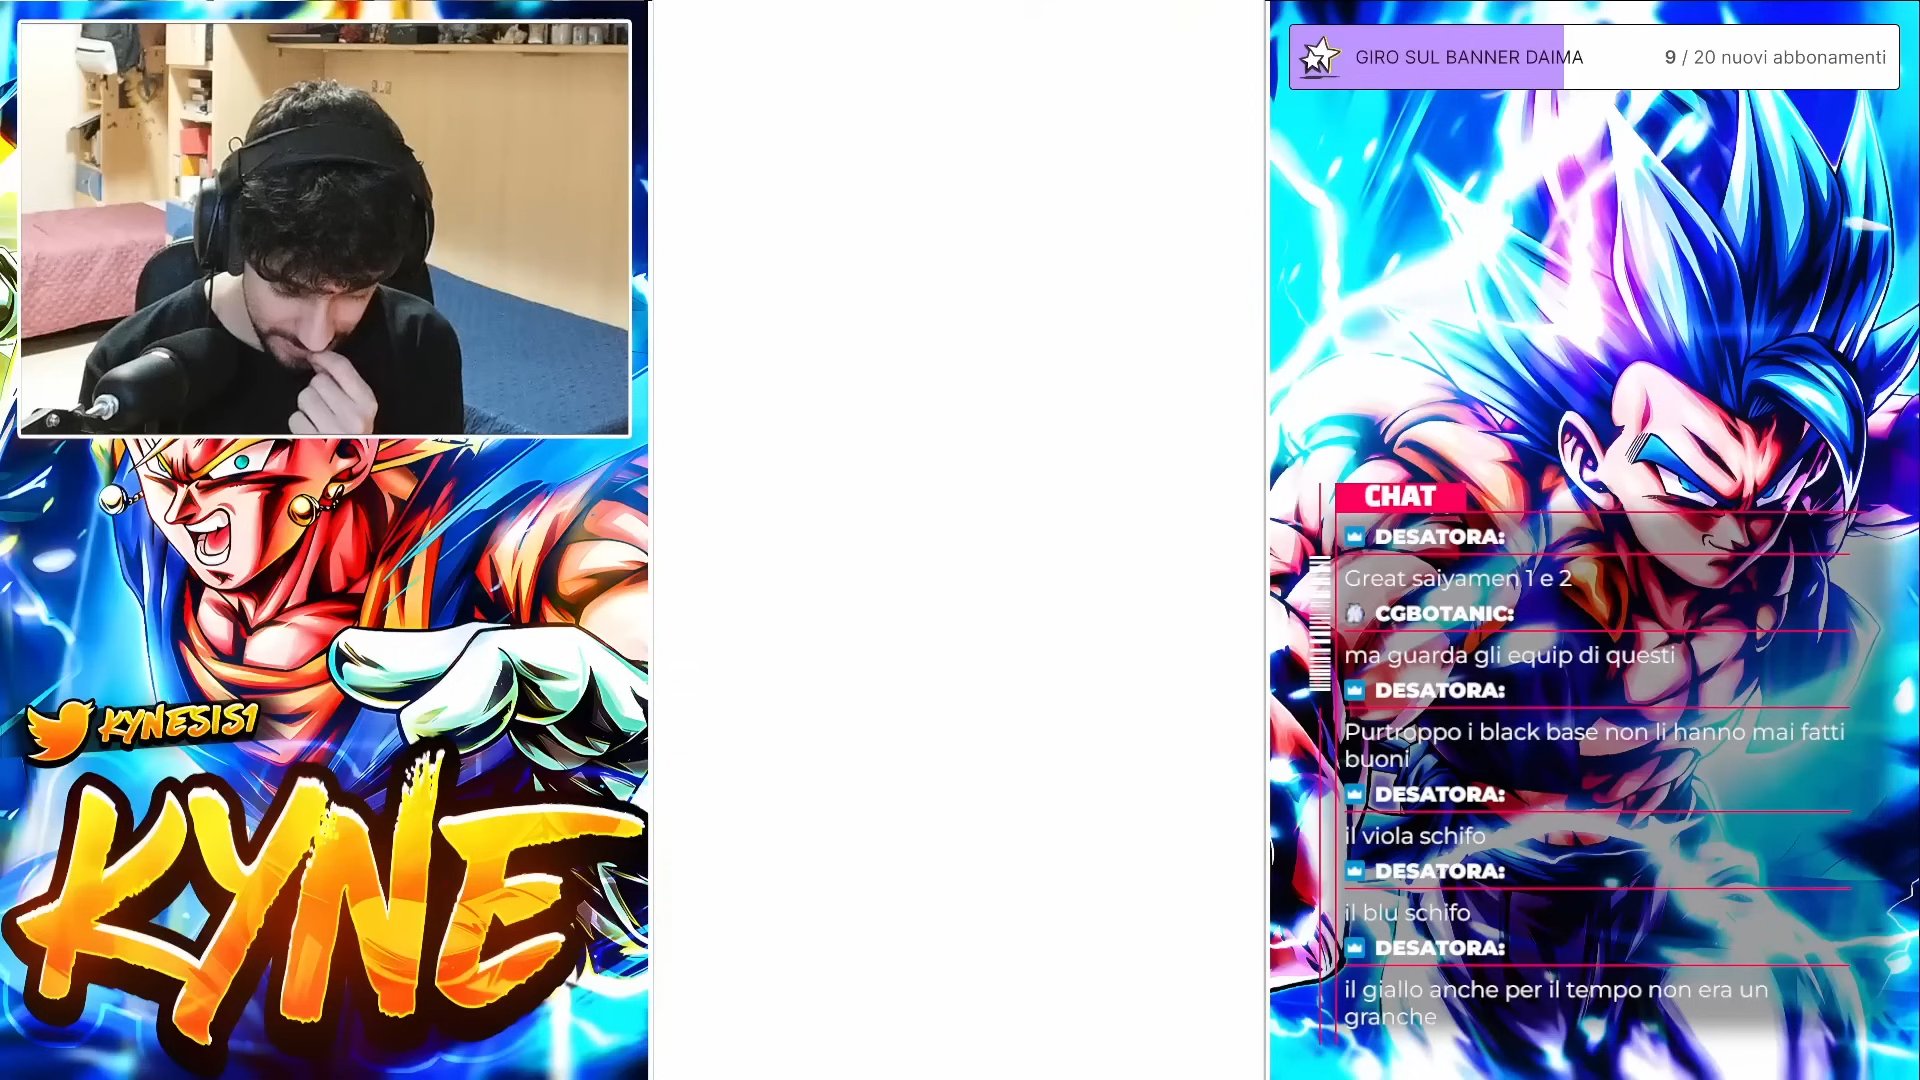 GIRO SUL BANNER DAIMA
9 / 20 nuovi abbonamenti
KYNESIS1
KYNE
CHAT
DESATORA:
Great saiyamen 1 e 2
CGBOTANIC:
ma guarda gli equip di questi
DESATORA:
Purtroppo i black base non li hanno mai fatti
buoni
DESATORA:
il viola schifo
DESATORA:
il blu schifo
DESATORA:
il giallo anche per il tempo non era un
granche